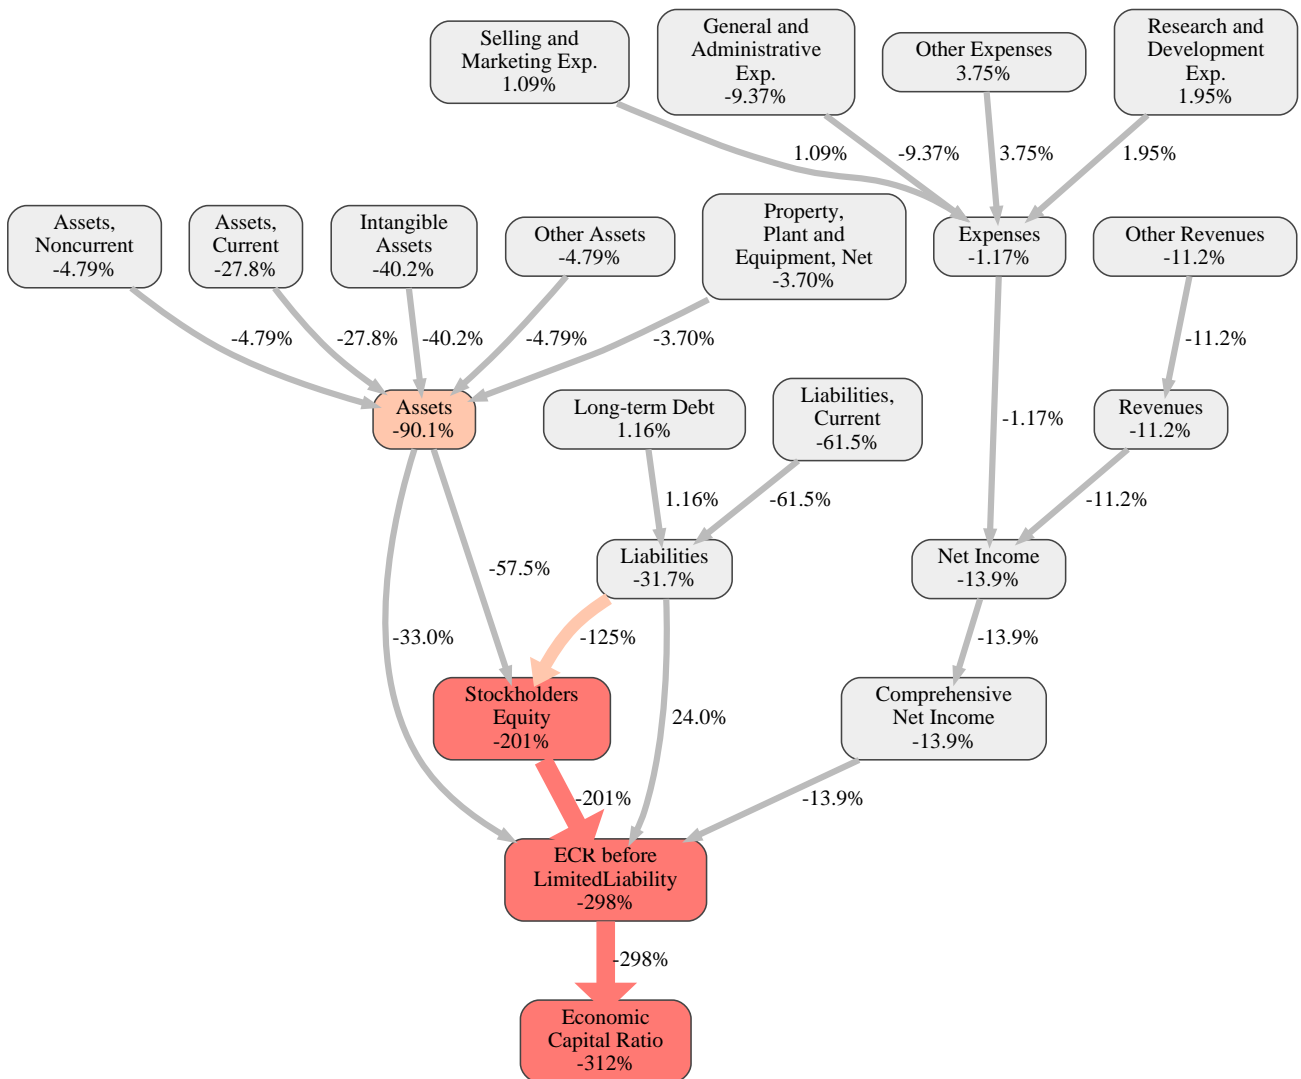 Selling and
Marketing Exp.
1.09%
General and
Administrative
Exp.
-9.37%
Other Expenses
3.75%
Research and
Development
Exp.
1.95%
1.09%
-9.37%
3.75%
1.95%
Assets,
Noncurrent
-4.79%
Assets,
Current
-27.8%
Intangible
Assets
-40.2%
Other Assets
-4.79%
Property,
Plant and
Equipment, Net
-3.70%
Expenses
-1.17%
Other Revenues
-11.2%
-4.79%
-27.8%
-40.2%
-4.79%
-3.70%
-11.2%
Assets
-90.1%
Long-term Debt
1.16%
Liabilities,
Current
-61.5%
-1.17%
Revenues
-11.2%
1.16%
-61.5%
-11.2%
-57.5%
Liabilities
-31.7%
Net Income
-13.9%
-33.0%
-125%
-13.9%
Stockholders
Equity
-201%
24.0%
Comprehensive
Net Income
-13.9%
-201%
-13.9%
ECR before
LimitedLiability
-298%
-298%
Economic
Capital Ratio
-312%